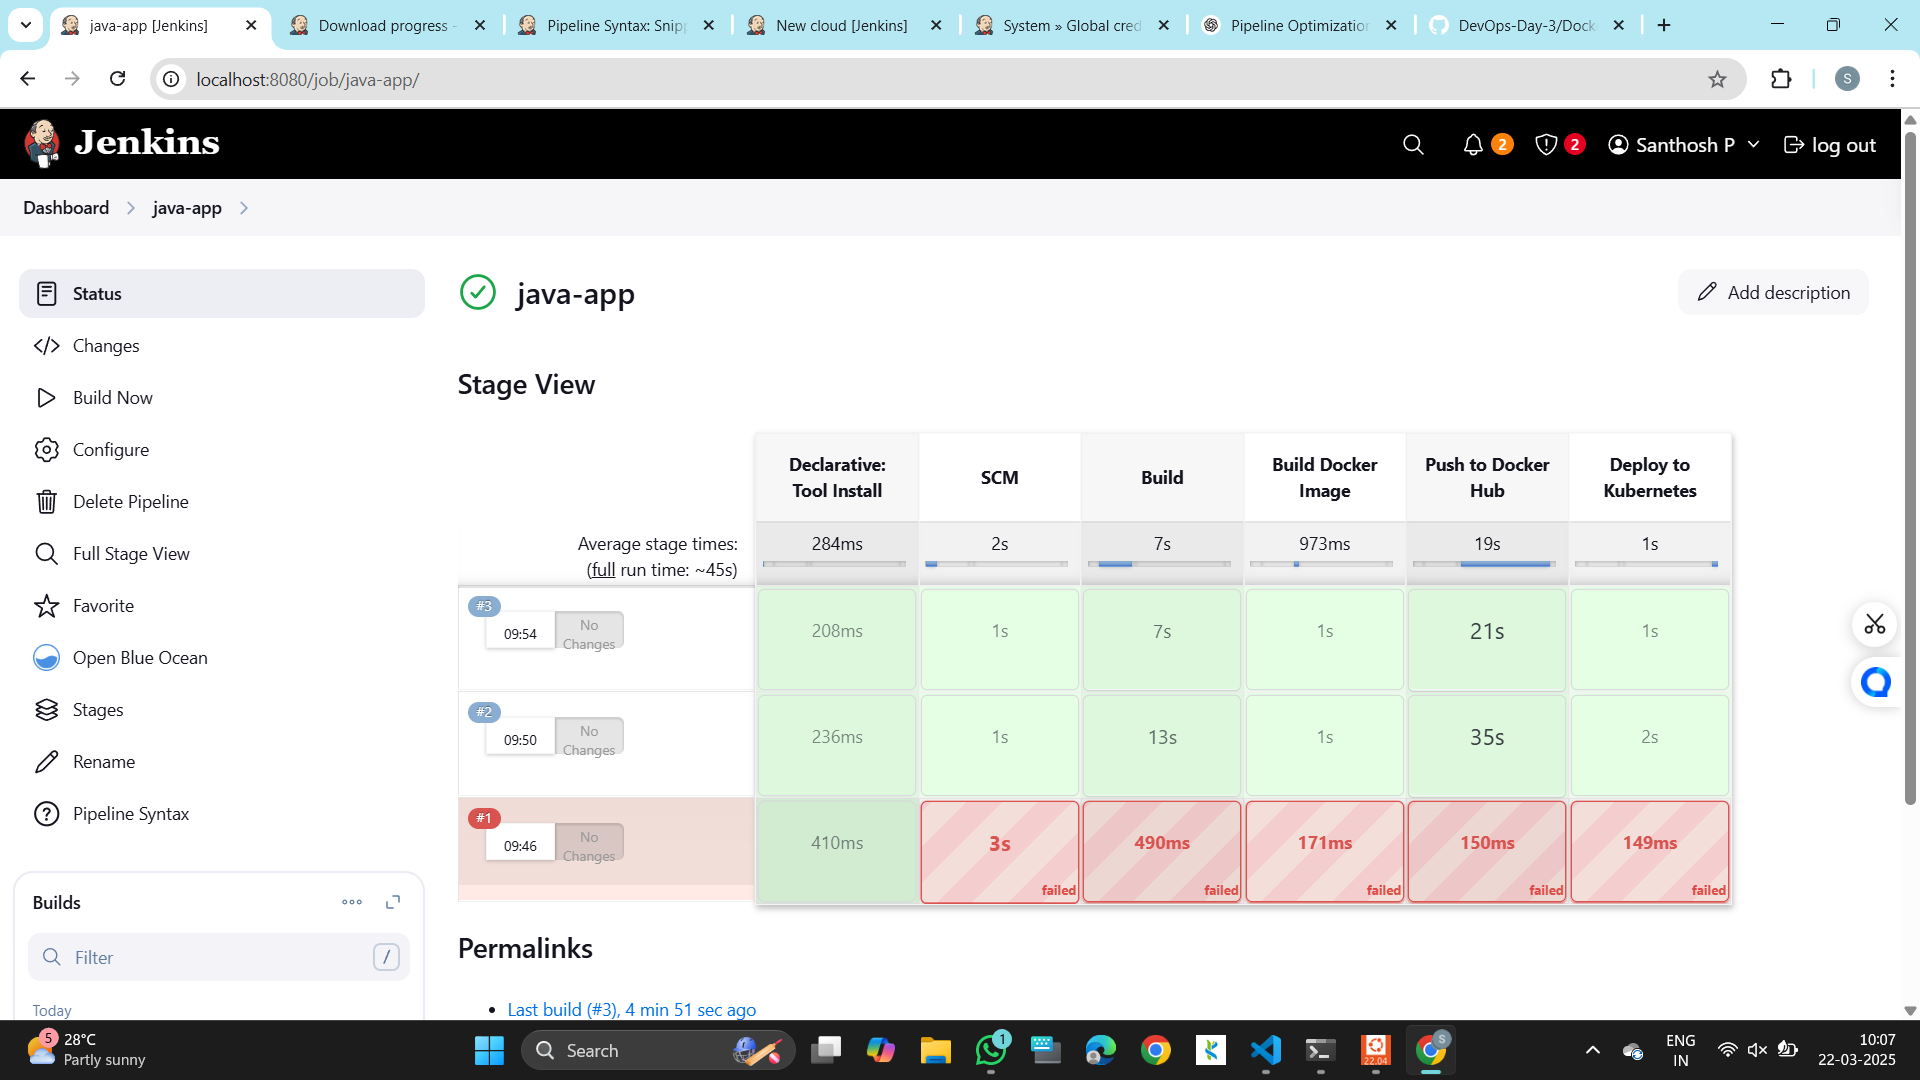 java-app [Jenkins]
Download progress -
Pipeline Syntax: Snip
New cloud [Jenkins]
System » Global cred
Pipeline Optimization
DevOps-Day-3/Dock
localhost:8080/job/java-app/
S
Jenkins
2
2
Santhosh P
log out
Dashboard
java-app
Status
Changes
Build Now
Configure
Delete Pipeline
Full Stage View
Favorite
Open Blue Ocean
Stages
Rename
Pipeline Syntax
Builds
Filter
/
Today
java-app
Add description
Stage View
Declarative: Tool Install
SCM
Build
Build Docker Image
Push to Docker Hub
Deploy to Kubernetes
Average stage times:
(full run time: ~45s)
284ms
2s
7s
973ms
19s
1s
#3
09:54
No Changes
208ms
1s
7s
1s
21s
1s
#2
09:50
No Changes
236ms
1s
13s
1s
35s
2s
#1
09:46
No Changes
410ms
3s
failed
490ms
failed
171ms
failed
150ms
failed
149ms
failed
Permalinks
Last build (#3), 4 min 51 sec ago
5
28°C
Partly sunny
Search
1
22.04
S
ENG
IN
10:07
22-03-2025